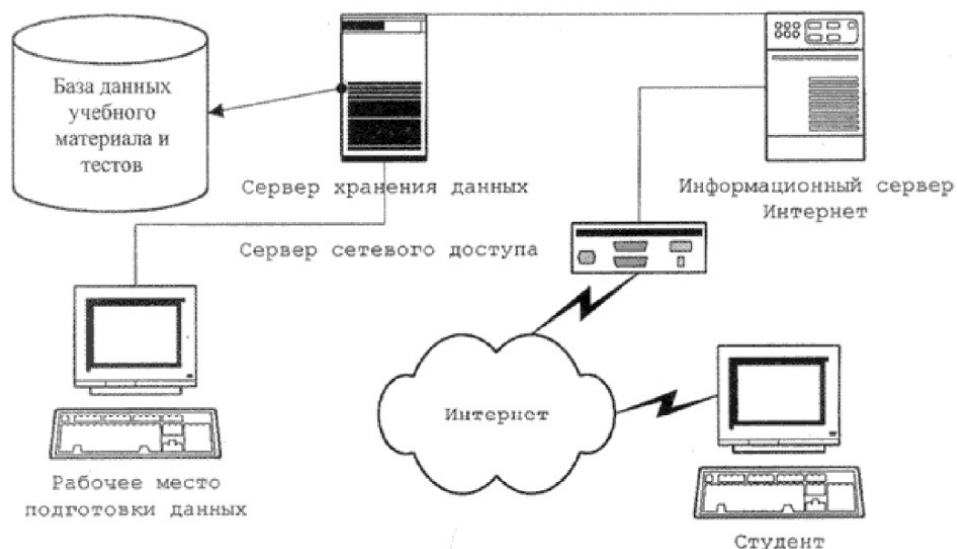 База данных
учебного
материала и
тестов
Сервер хранения данных
Информационный сервер
Интернет
Сервер сетевого доступа
Интернет
Рабочее место
подготовки данных
Студент